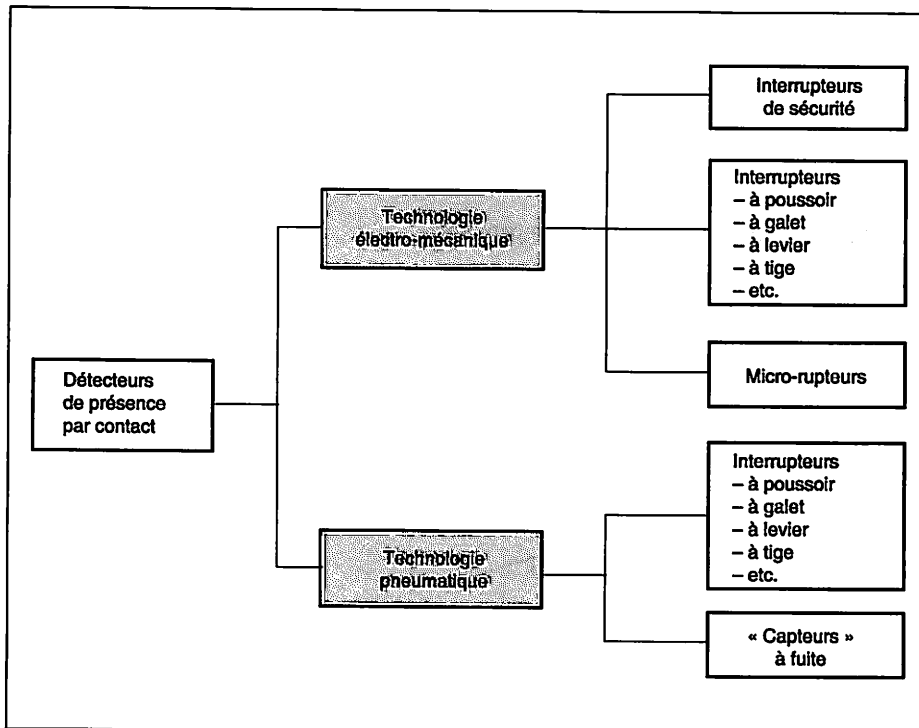 Interrupteurs
de sécurité
Technologie
électro-mécanique
Interrupteurs
– à poussoir
– à galet
– à levier
– à tige
– etc.
Micro-rupteurs
Détecteurs
de présence
par contact
Technologie
pneumatique
Interrupteurs
– à poussoir
– à galet
– à levier
– à tige
– etc.
« Capteurs »
à fuite